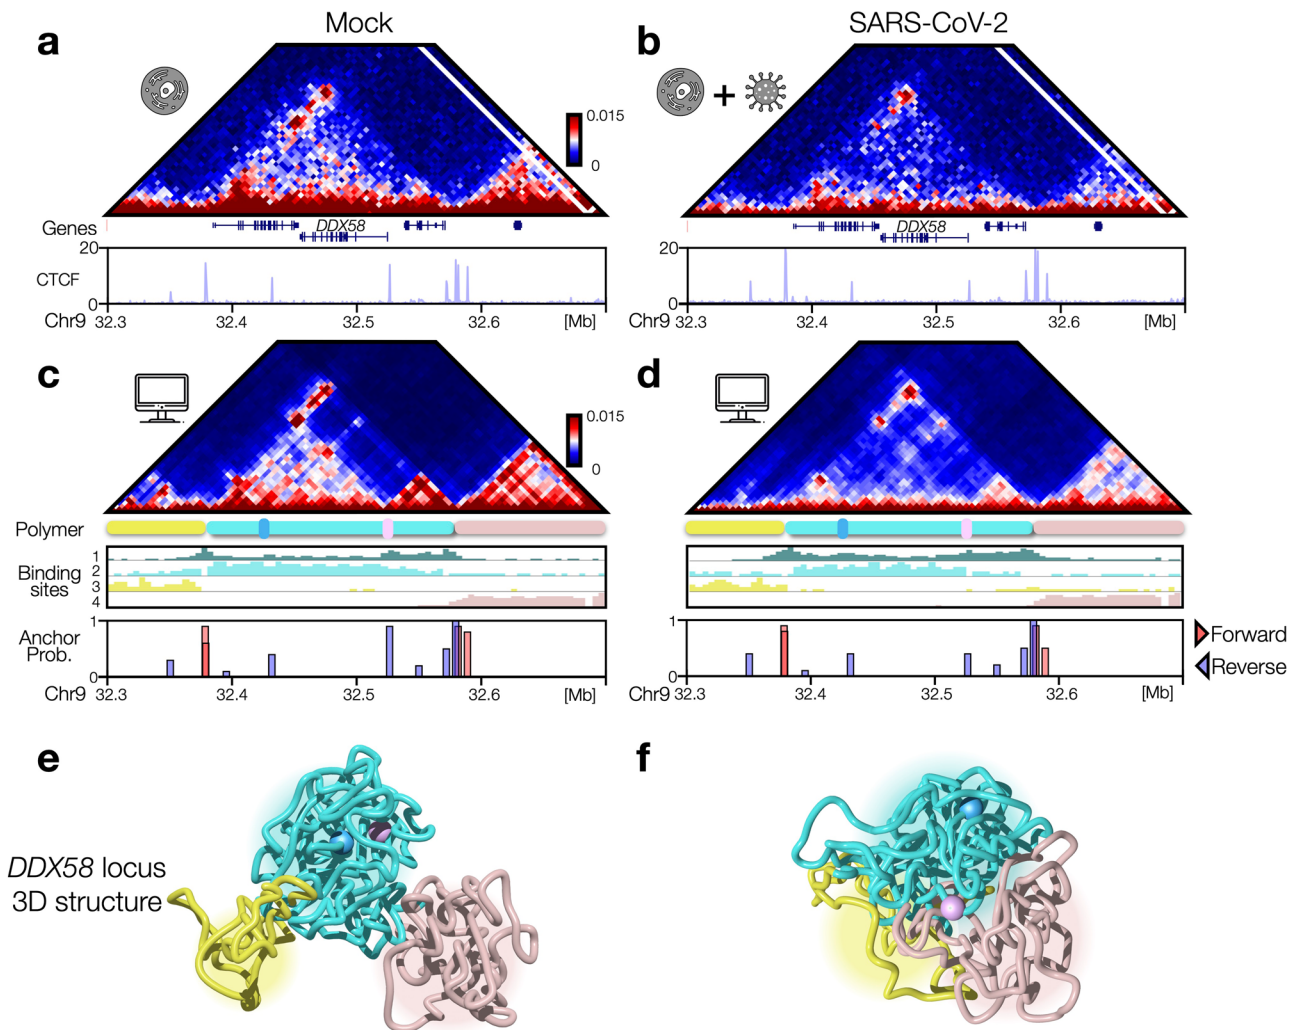 Mock
SARS-CoV-2
a
b
+
0.015
0
Genes
DDX58
DDX58
20
CTCF
0
20
0
Chr9 32.3 32.4 32.5 32.6 [Mb]
Chr9 32.3 32.4 32.5 32.6 [Mb]
c
d
0.015
0
Polymer
Binding
sites
1
2
3
4
Anchor
Prob.
1
0
1
0
Forward
Reverse
Chr9 32.3 32.4 32.5 32.6 [Mb]
Chr9 32.3 32.4 32.5 32.6 [Mb]
e
f
DDX58 locus
3D structure